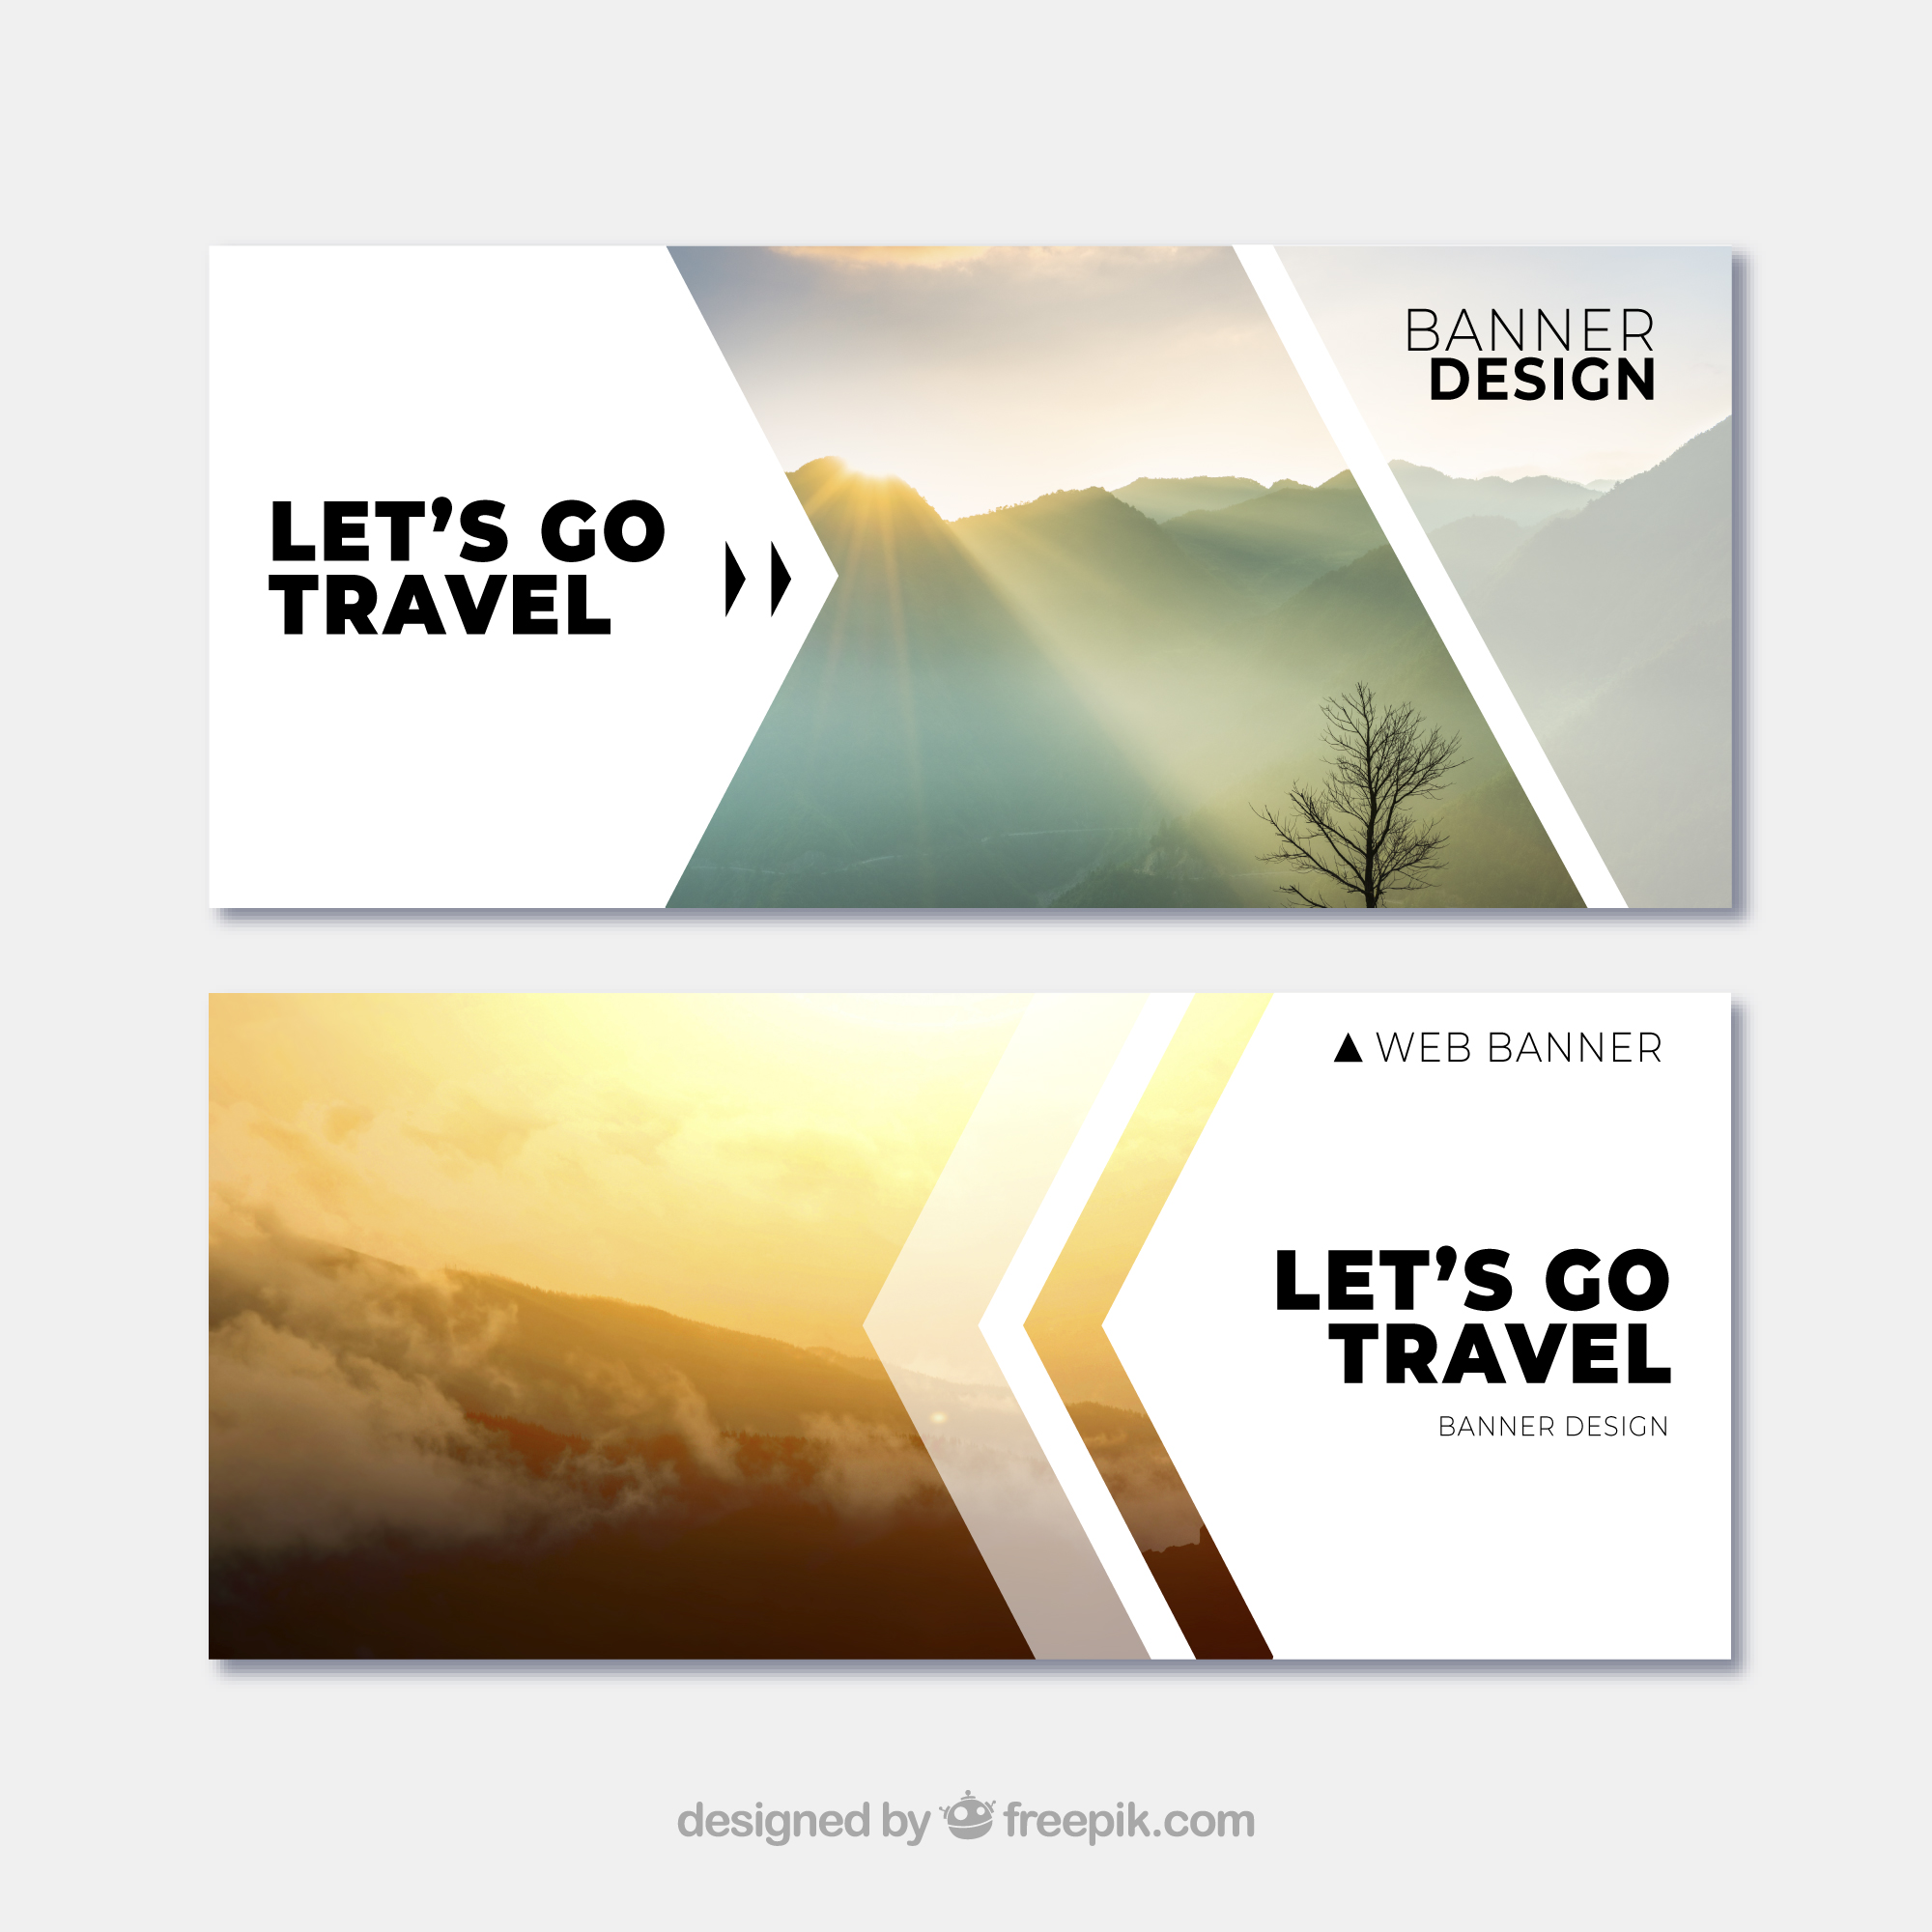 BANNER
DESIGN
LET’S GO
TRAVEL
WEB BANNER
LET’S GO
TRAVEL
BANNER DESIGN
designed by freepik.com